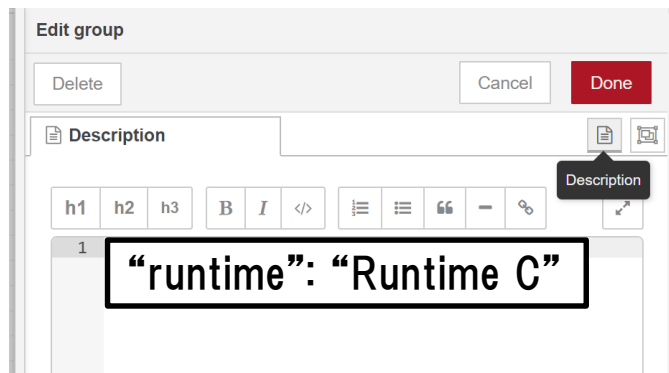 Edit group
Delete
Cancel
Done
Description
Description
h1
h2
h3
B
I
</>
1
“runtime”: “Runtime C”